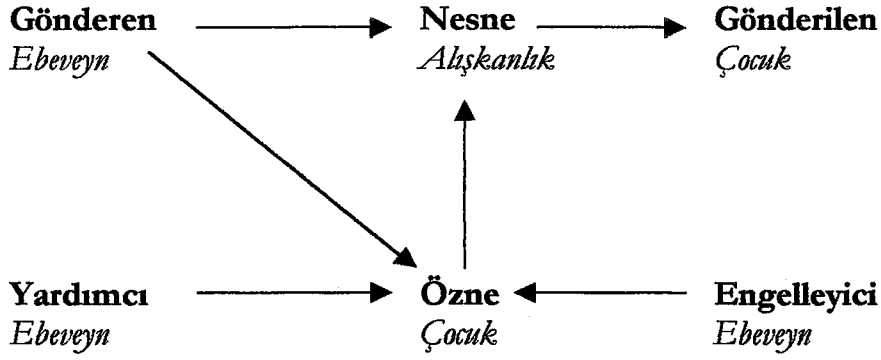 Gönderen Nesne Gönderilen
Ebeveyn Alışkanlık Çocuk
Yardımcı Özne Engelleyici
Ebeveyn Çocuk Ebeveyn